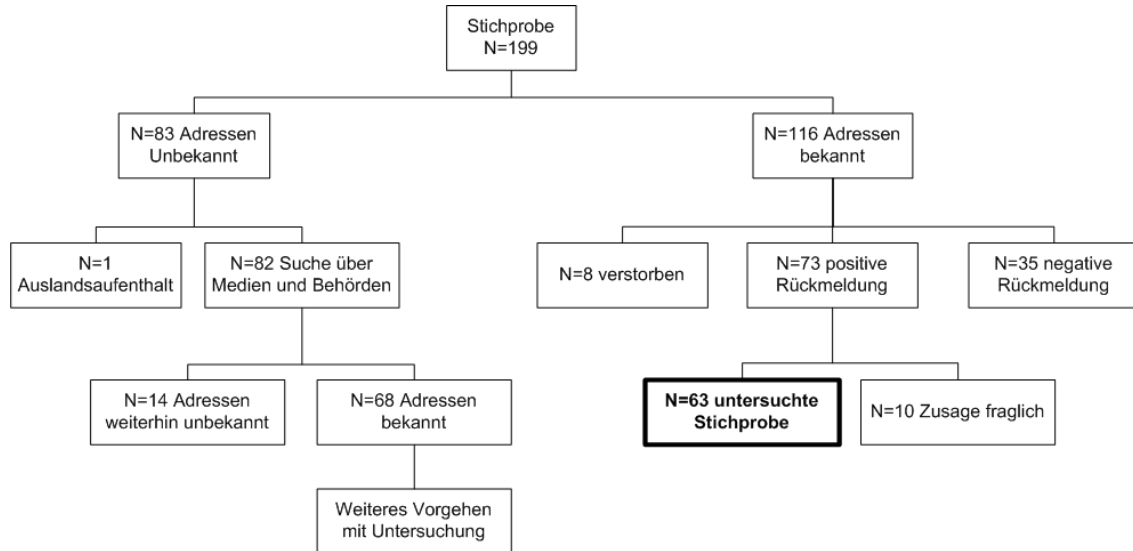 Stichprobe
N=199
N=83 Adressen
Unbekannt
N=116 Adressen
bekannt
N=1
Auslandsaufenthalt
N=82 Suche über
Medien und Behörden
N=8 verstorben
N=73 positive
Rückmeldung
N=35 negative
Rückmeldung
N=14 Adressen
weiterhin unbekannt
N=68 Adressen
bekannt
N=63 untersuchte
Stichprobe
N=10 Zusage fraglich
Weiteres Vorgehen
mit Untersuchung